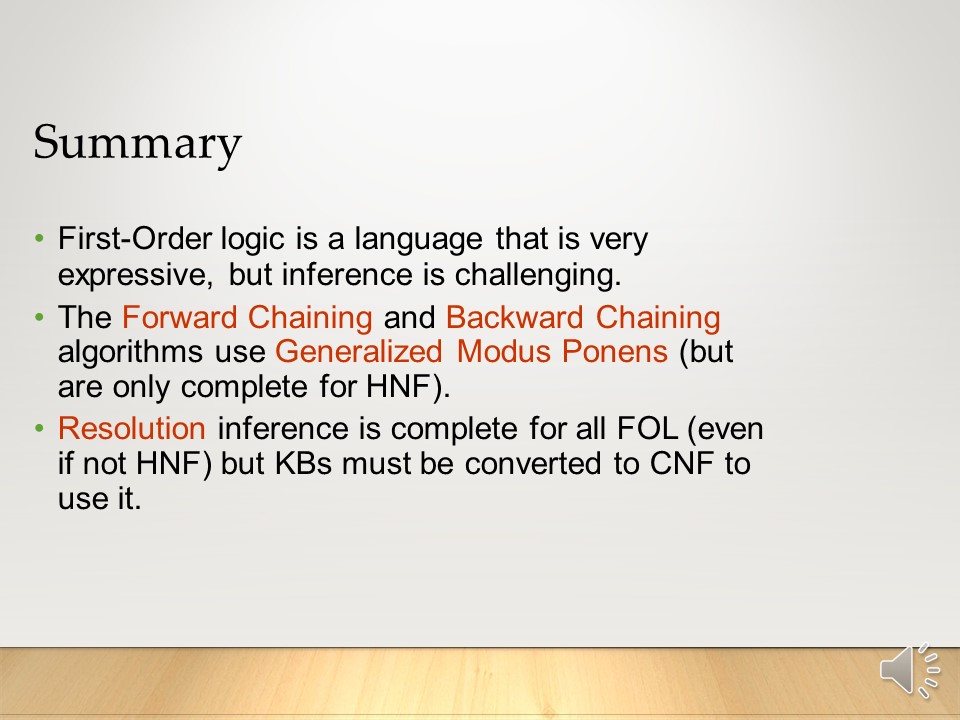 Summary
• First-Order logic is a language that is very
expressive, but inference is challenging.
• The Forward Chaining and Backward Chaining
algorithms use Generalized Modus Ponens (but
are only complete for HNF).
• Resolution inference is complete for all FOL (even
if not HNF) but KBs must be converted to CNF to
use it.